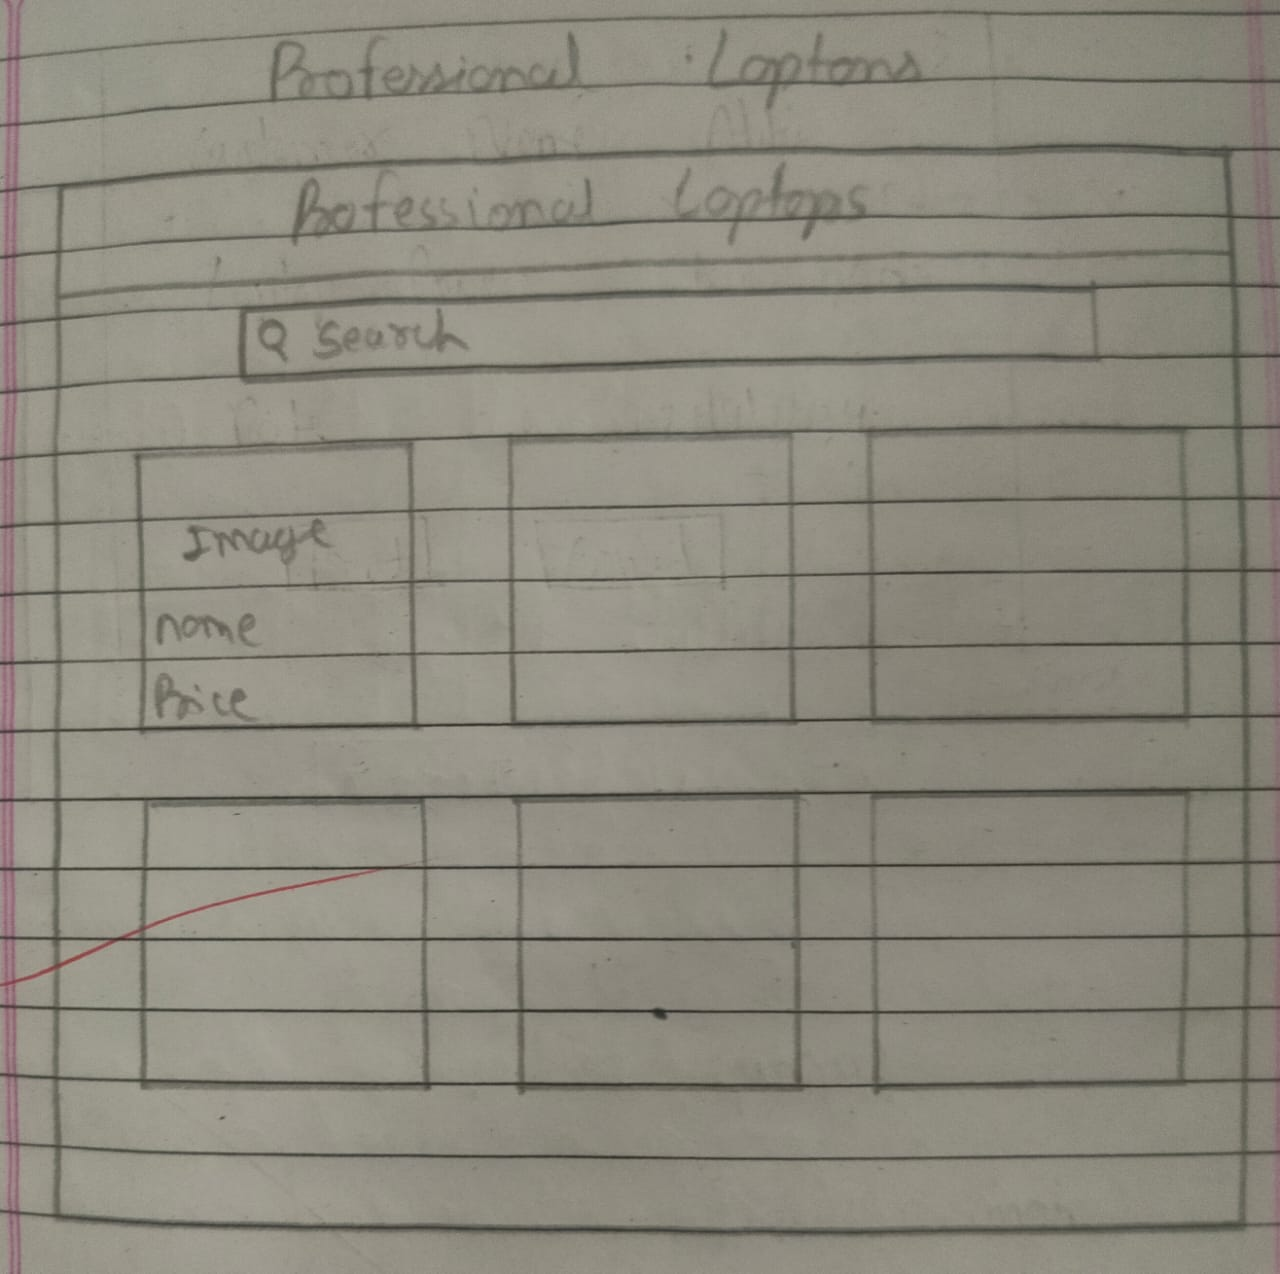 Professional Laptops
Professional Laptops
Search
Image
name
Price